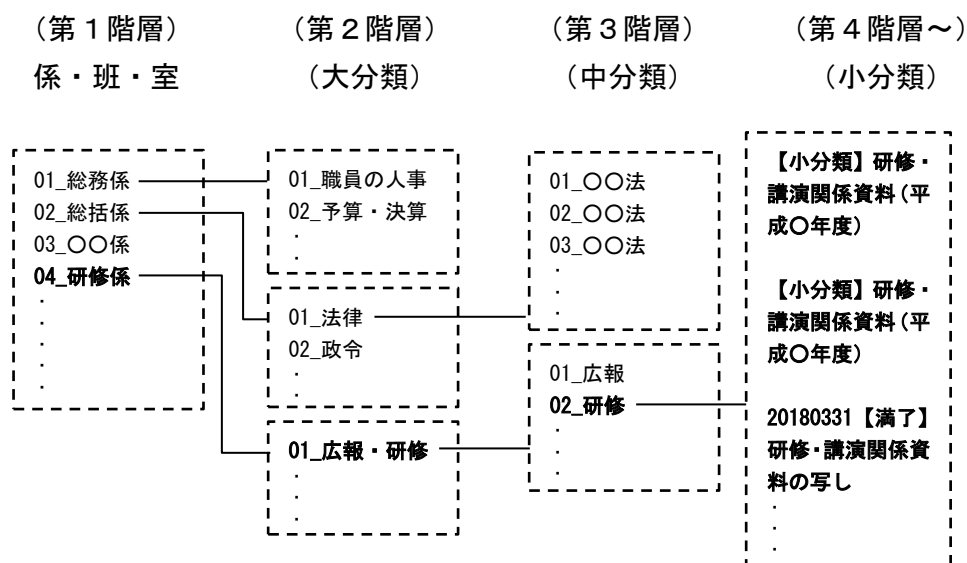 （第１階層）
係・班・室
（第２階層）
（大分類）
（第３階層）
（中分類）
（第４階層～）
（小分類）
01_総務係
02_総括係
03_〇〇係
04_研修係
・
・
・
・
01_職員の人事
02_予算・決算
・
・
01_法律
02_政令
・
・
01_広報・研修
・
・
・
01_〇〇法
02_〇〇法
03_〇〇法
・
・
・
01_広報
02_研修
・
・
・
【小分類】研修・
講演関係資料（平
成〇年度）
【小分類】研修・
講演関係資料（平
成〇年度）
20180331【満了】
研修・講演関係資
料の写し
・
・
・